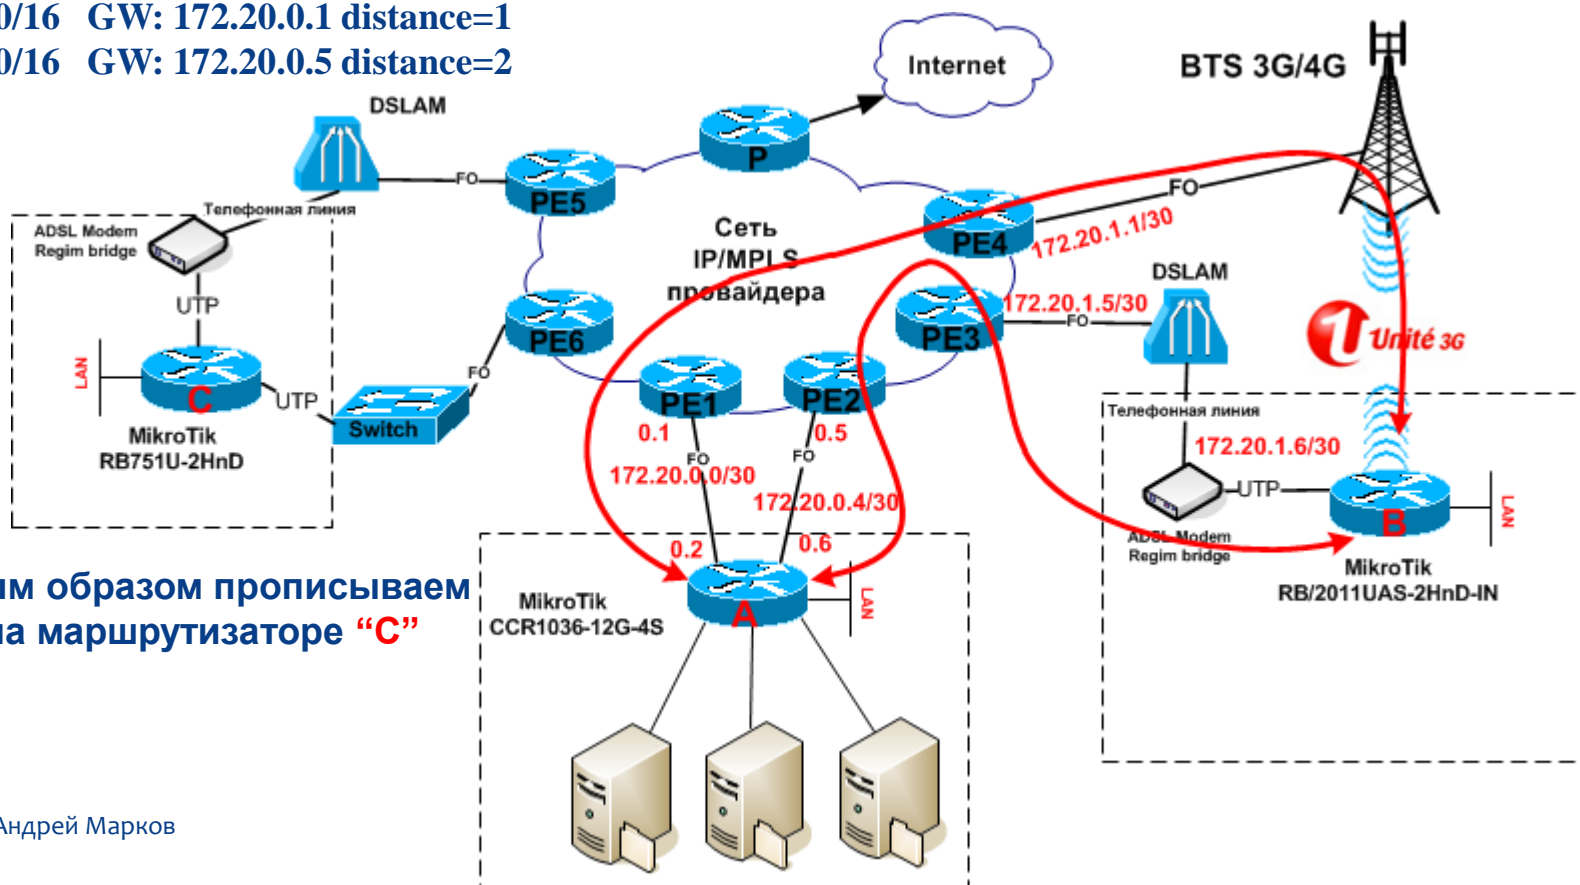 0/16 GW: 172.20.0.1 distance=1
0/16 GW: 172.20.0.5 distance=2
Internet
BTS 3G/4G
DSLAM
P
FO
PE5
FO
Телефонная линия
ADSL Modem
Regim bridge
Сеть
IP/MPLS
провайдера
PE4
172.20.1.1/30
DSLAM
UTP
172.20.1.5/30
FO
PE6
PE3
Unité 3G
LAN
C
UTP
FO
Switch
PE1
PE2
MikroTik
RB751U-2HnD
0.1
0.5
FO
FO
172.20.0.0/30
172.20.0.4/30
Телефонная линия
172.20.1.6/30
UTP
B
LAN
ADSL Modem
Regim bridge
MikroTik
RB/2011UAS-2HnD-IN
0.2
0.6
A
LAN
MikroTik
CCR1036-12G-4S
им образом прописываем
на маршрутизаторе “C”
Андрей Марков